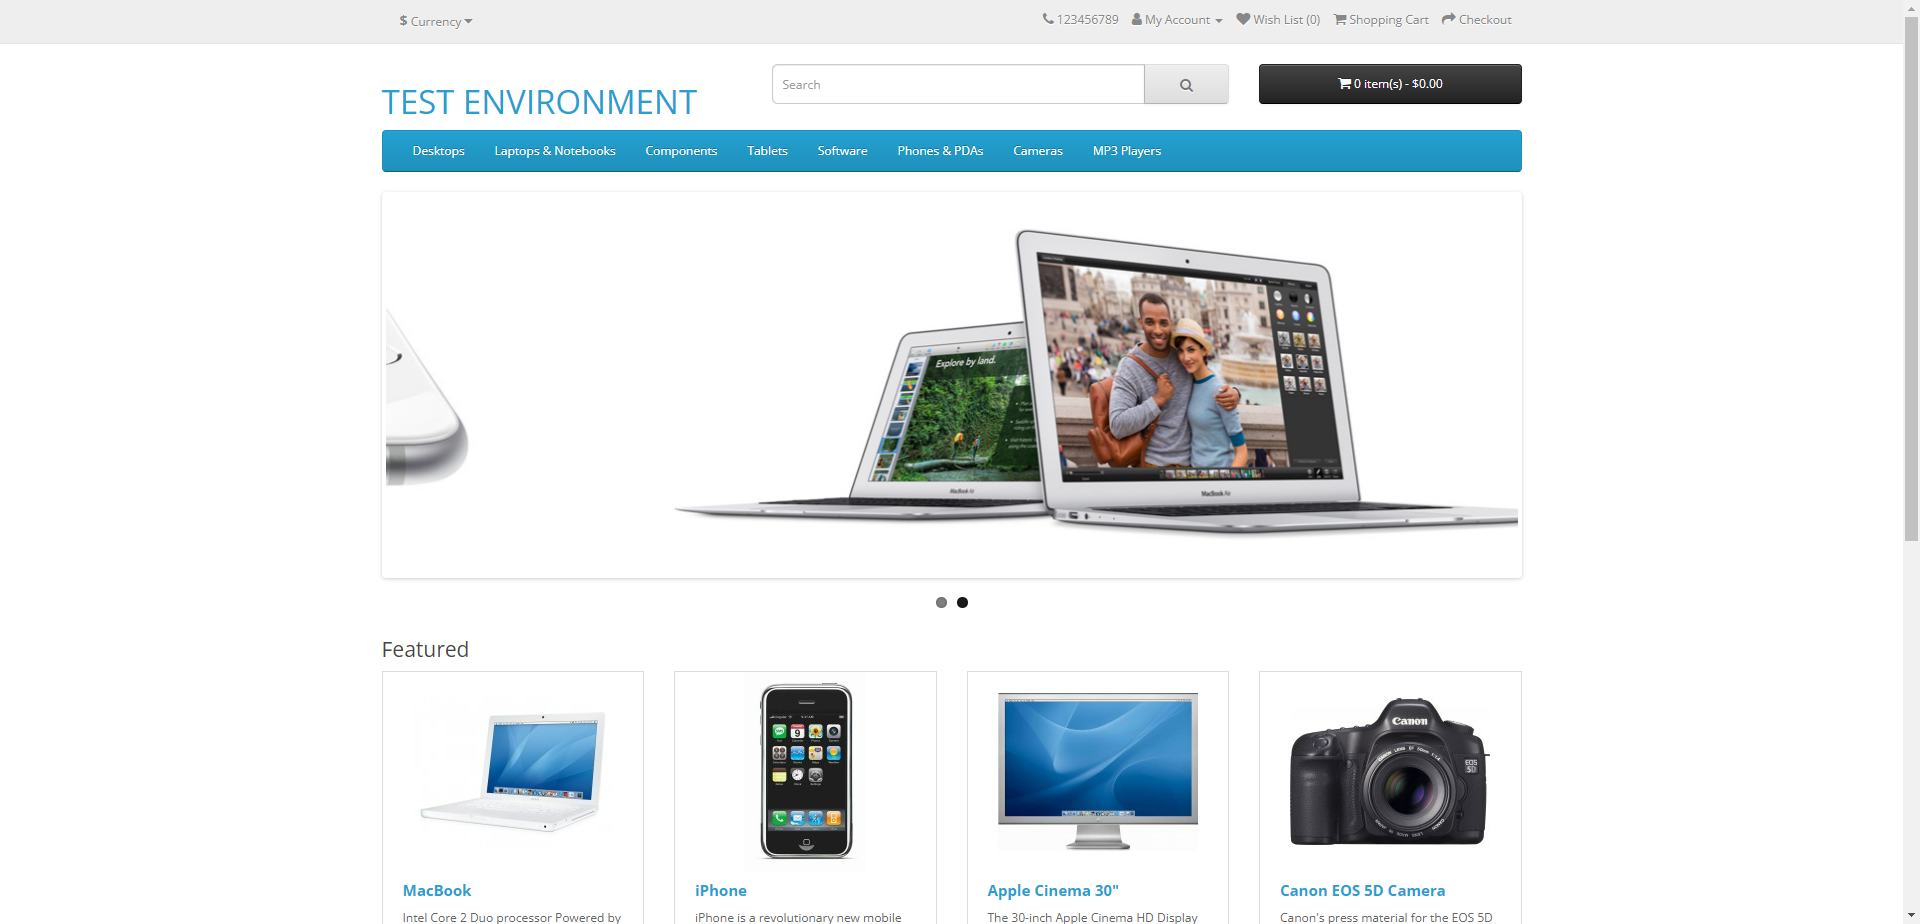 $ Currency
123456789 My Account Wish List (0) Shopping Cart Checkout
TEST ENVIRONMENT
Search
0 item(s) - $0.00
Desktops Laptops & Notebooks Components Tablets Software Phones & PDAs Cameras MP3 Players
Explore by land.
MacBook Air
MacBook Air
Featured
Canon
EOS
5D
MacBook
iPhone
Apple Cinema 30"
Canon EOS 5D Camera
Intel Core 2 Duo processor Powered by
iPhone is a revolutionary new mobile
The 30-inch Apple Cinema HD Display
Canon's press material for the EOS 5D